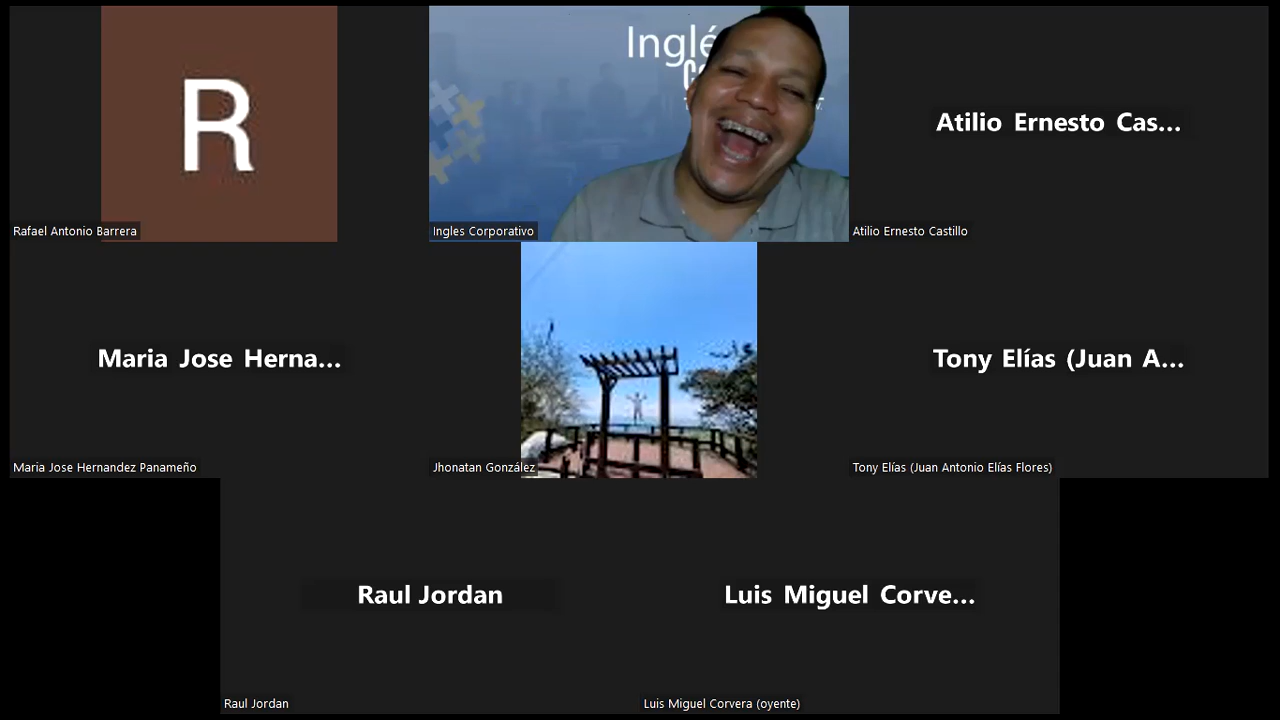 R
Rafael Antonio Barrera
Inglé
Ingles Corporativo
Atilio Ernesto Cas...
Atilio Ernesto Castillo
Maria Jose Herna...
Maria Jose Hernandez Panameño
Jhonatan González
Tony Elías (Juan A...
Tony Elías (Juan Antonio Elías Flores)
Raul Jordan
Raul Jordan
Luis Miguel Corve...
Luis Miguel Corvera (oyente)